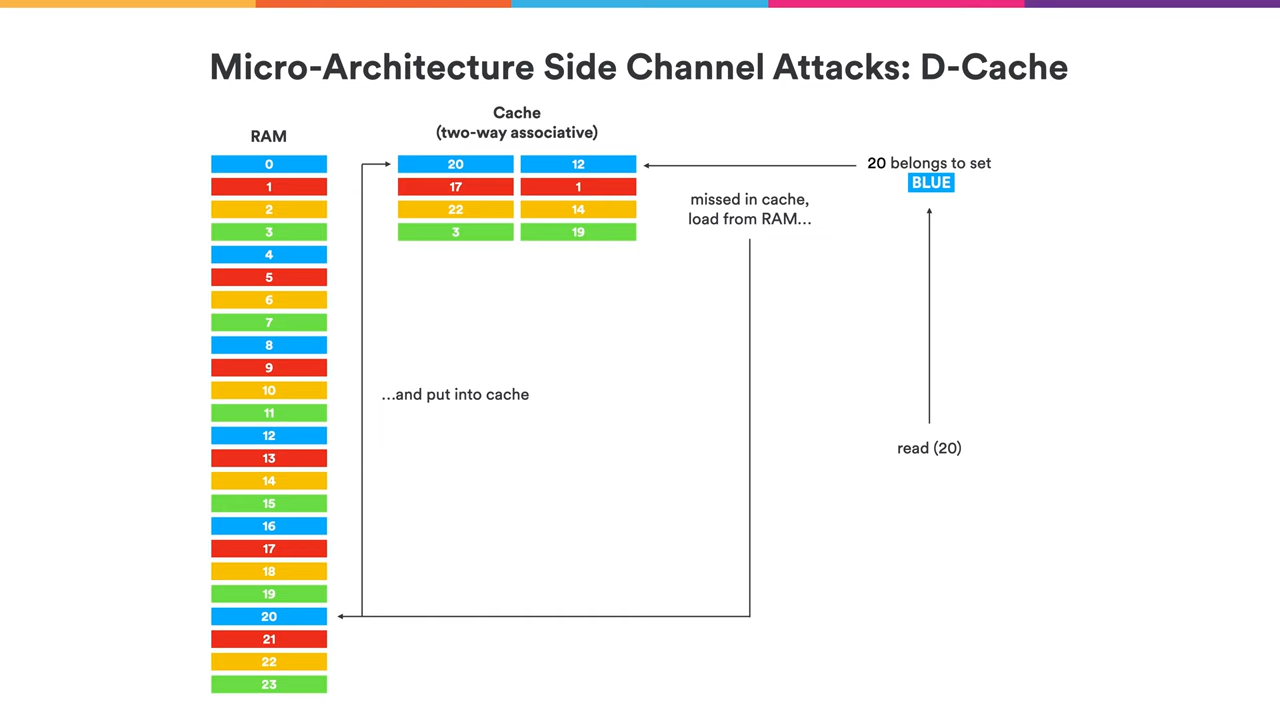 Micro-Architecture Side Channel Attacks: D-Cache
RAM
0
1
2
3
4
5
6
7
8
9
10
11
12
13
14
15
16
17
18
19
20
21
22
23
Cache
(two-way associative)
20 12
17 1
22 14
3 19
…and put into cache
missed in cache,
load from RAM…
20 belongs to set
BLUE
read (20)